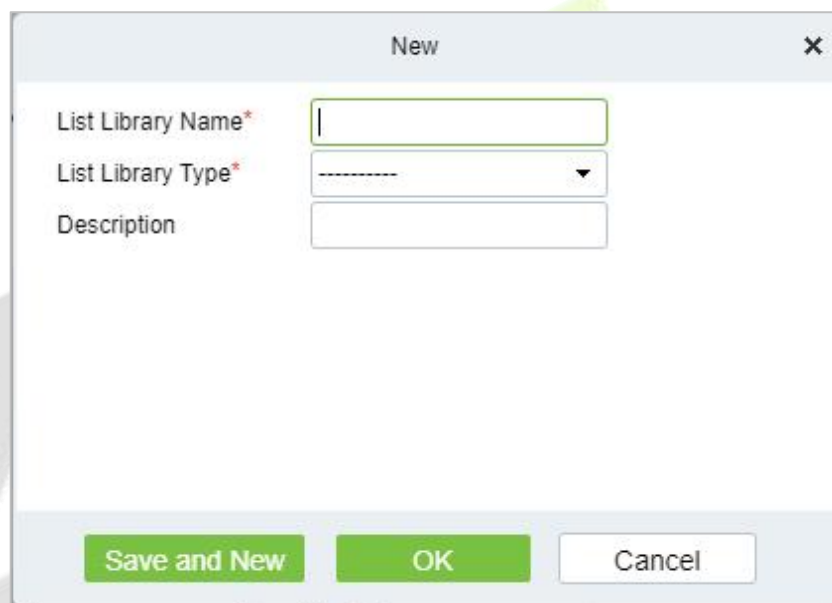 New
List Library Name*
List Library Type*
----------
Description
Save and New OK Cancel